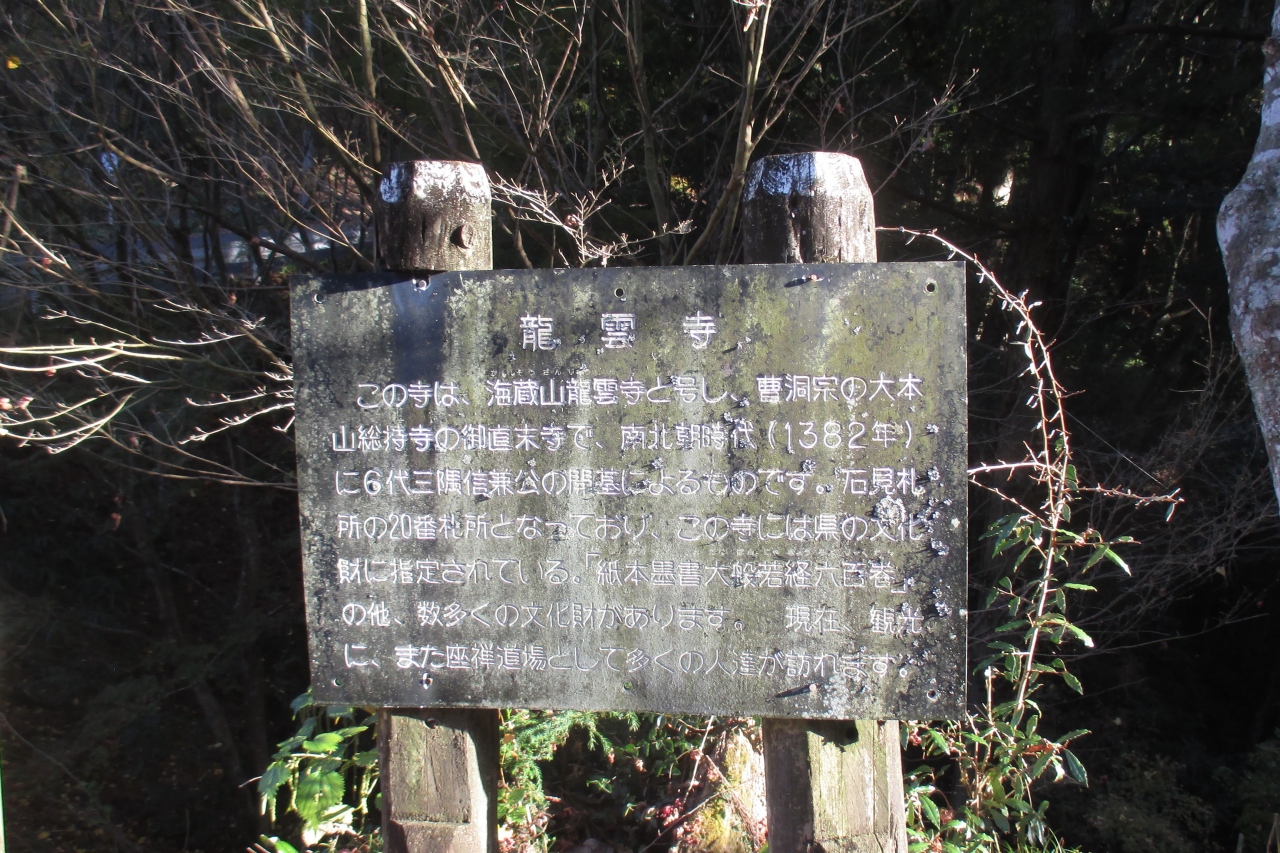 龍雲寺
この寺は、海蔵山龍雲寺と号し、曹洞宗の大本
山総持寺の御直末寺で、南北朝時代（1382年）
に6代三隅信兼公の開基によるものです。石見札
所の20番札所となっており、この寺には県の文化
財に指定されている。「紙本墨書大般若経六百巻」
の他、数多くの文化財があります。 現在、観光
に、また座禅道場として多くの人達が訪れます。